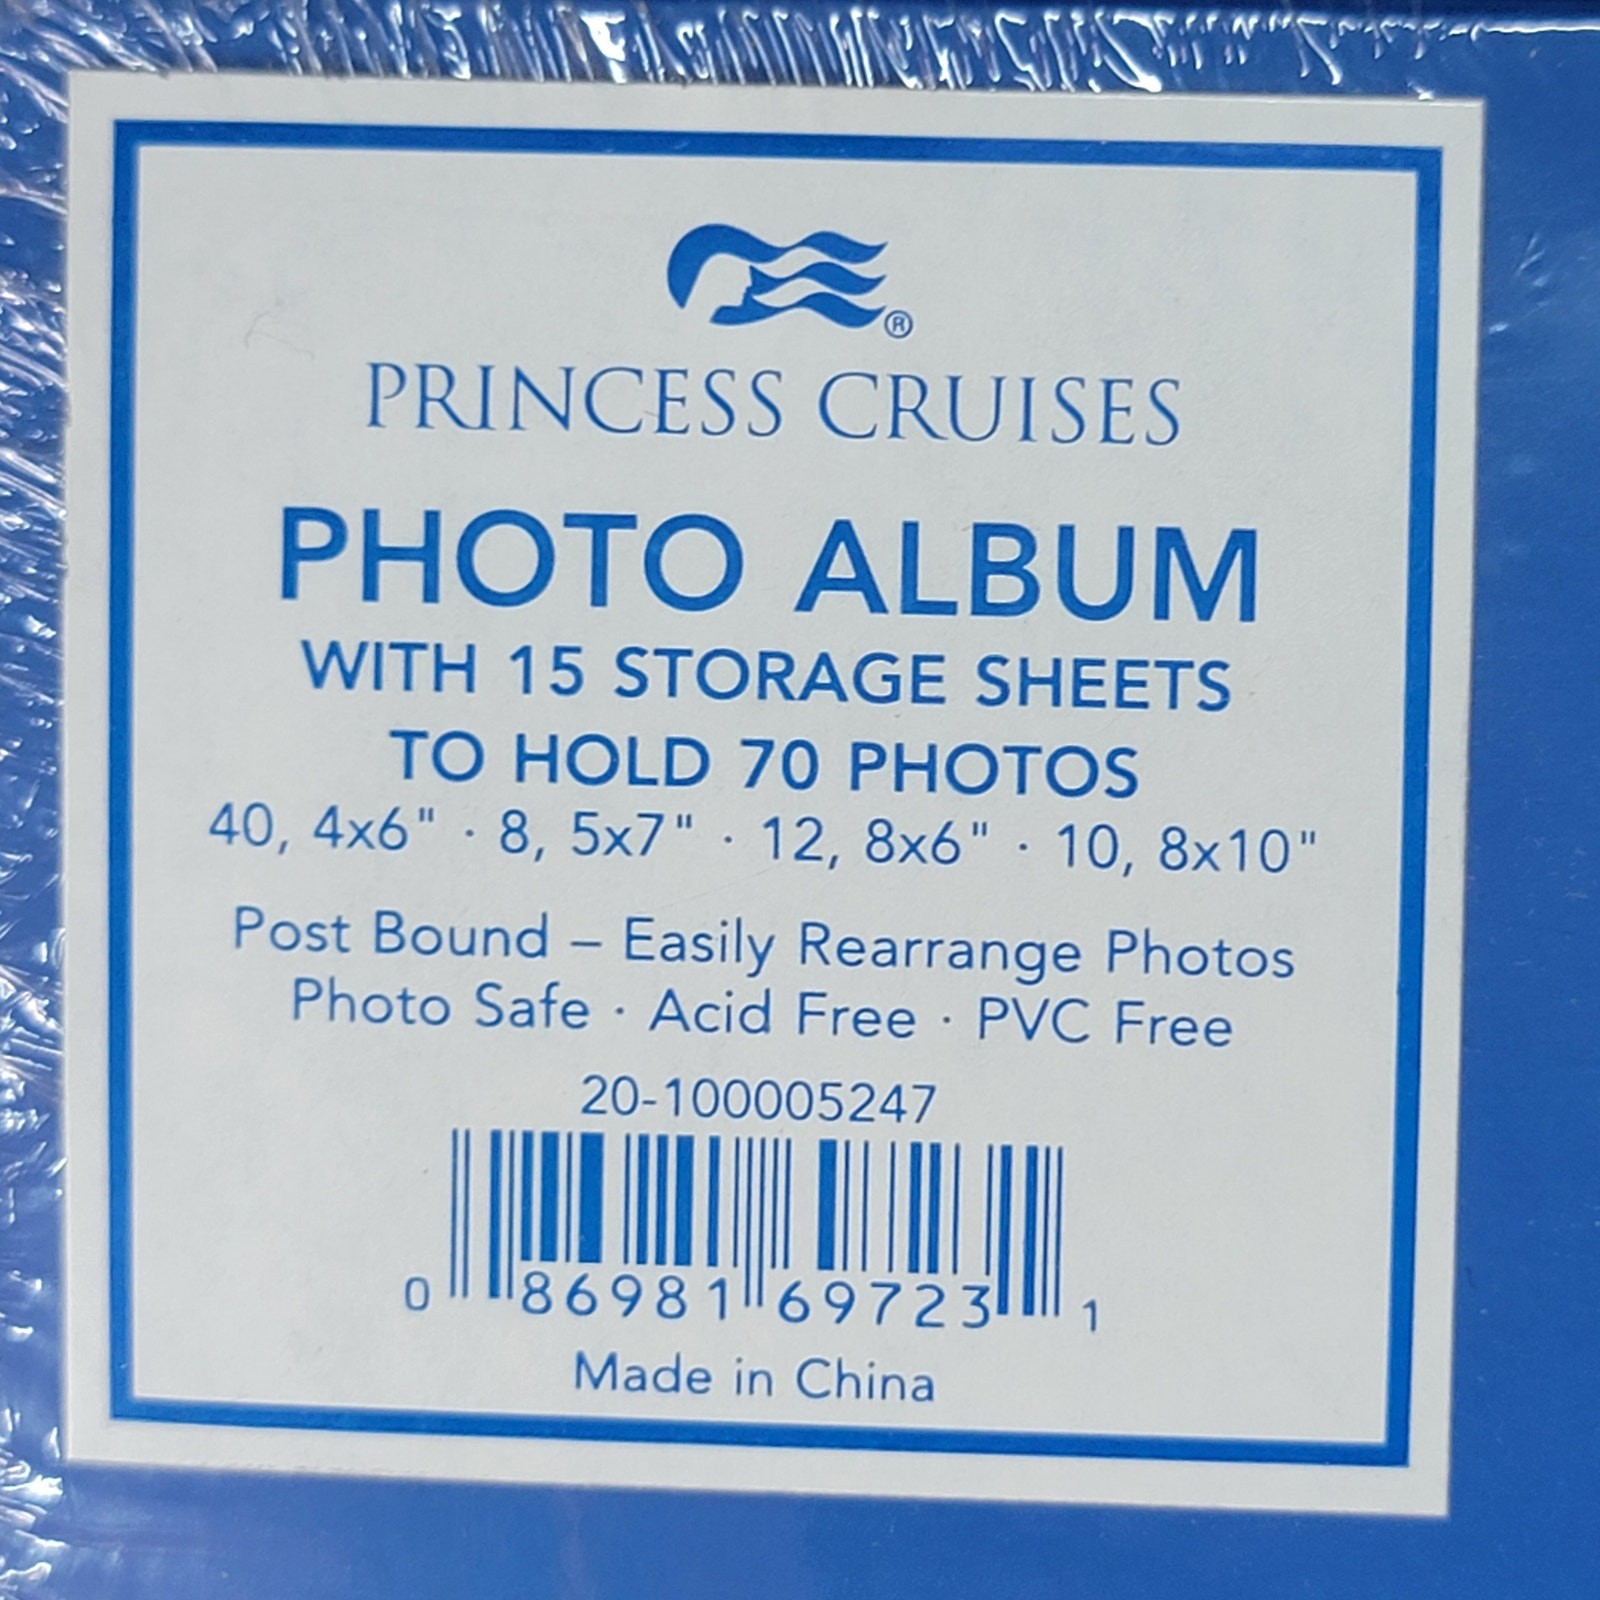 ®
PRINCESS CRUISES
PHOTO ALBUM
WITH 15 STORAGE SHEETS
TO HOLD 70 PHOTOS
40, 4x6" · 8, 5x7" · 12, 8x6" · 10, 8x10"
Post Bound – Easily Rearrange Photos
Photo Safe · Acid Free · PVC Free
20-100005247
0 86981 69723 1
Made in China